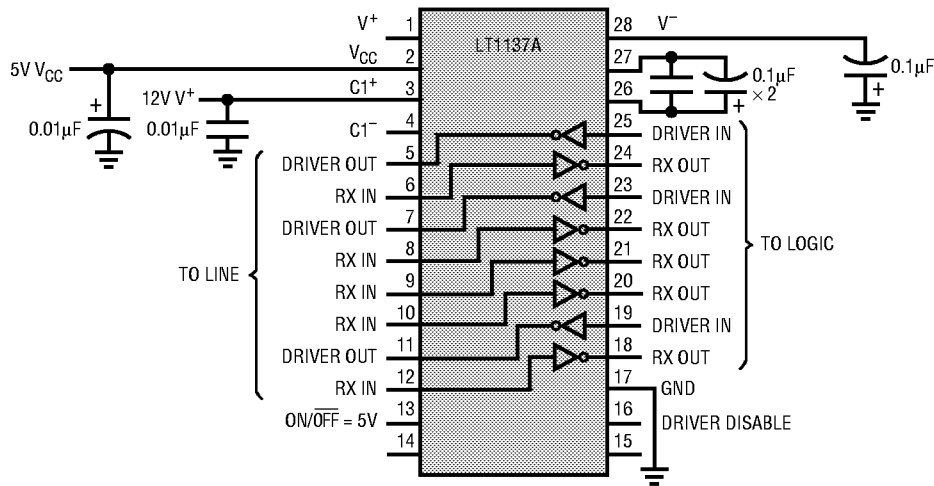 LT1137A
V+ 1
5V VCC VCC 2
12V V+ C1+ 3
+ 0.01µF
0.01µF
C1– 4
TO LINE
DRIVER OUT 5
RX IN 6
DRIVER OUT 7
RX IN 8
RX IN 9
RX IN 10
DRIVER OUT 11
RX IN 12
ON/OFF = 5V 13
14
28 V–
+ 0.1µF
27
26
0.1µF
× 2
+
25 DRIVER IN
24 RX OUT
23 DRIVER IN
22 RX OUT
21 RX OUT
20 RX OUT
19 DRIVER IN
18 RX OUT
TO LOGIC
17 GND
16 DRIVER DISABLE
15